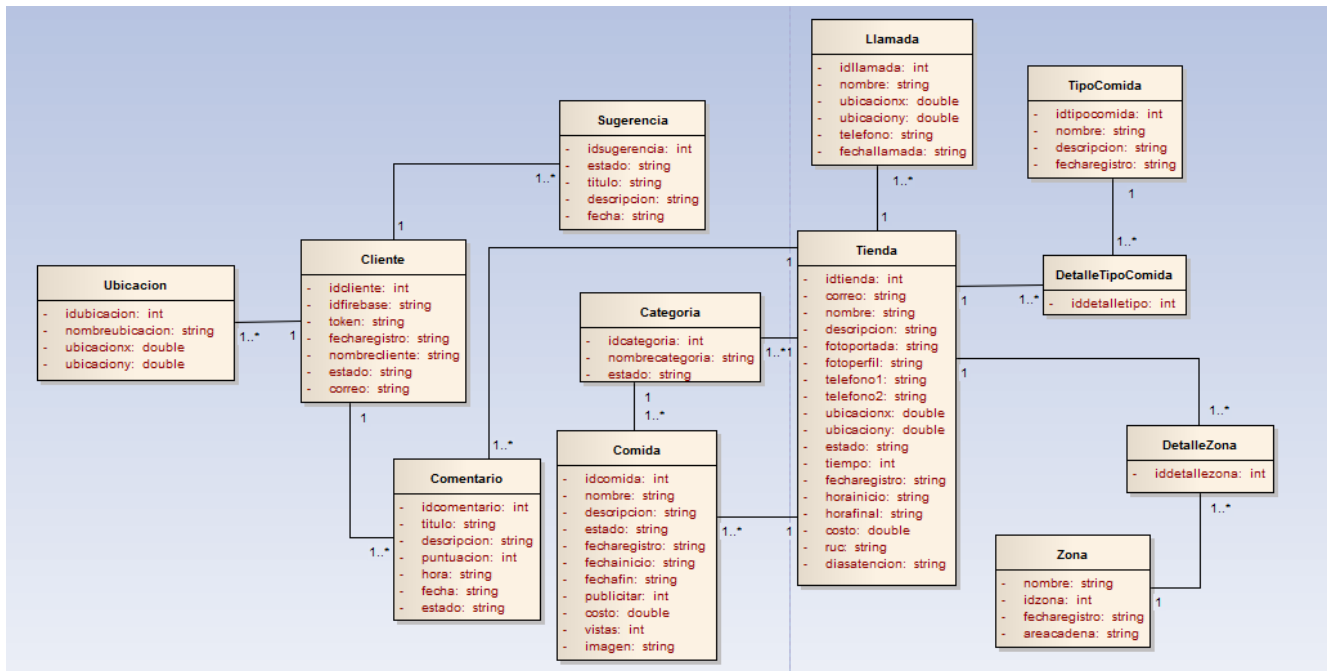 Llamada
- idllamada: int
- nombre: string
- ubicacionx: double
- ubicaciony: double
- telefono: string
- fechallamada: string
1..*
1
TipoComida
- idtipocomida: int
- nombre: string
- descripcion: string
- fecharegistro: string
1
1..*
Sugerencia
- idsugerencia: int
- estado: string
- titulo: string
- descripcion: string
- fecha: string
1..*
1
Ubicacion
- idubicacion: int
- nombreubicacion: string
- ubicacionx: double
- ubicaciony: double
1..*
1
Cliente
- idcliente: int
- idfirebase: string
- token: string
- fecharegistro: string
- nombrecliente: string
- estado: string
- correo: string
1
1..*
Categoria
- idcategoria: int
- nombrecategoria: string
- estado: string
1..*
1
1
1..*
Tienda
- idtienda: int
- correo: string
- nombre: string
- descripcion: string
- fotoportada: string
- fotoperfil: string
- telefono1: string
- telefono2: string
- ubicacionx: double
- ubicaciony: double
- estado: string
- tiempo: int
- fecharegistro: string
- horainicio: string
- horafinal: string
- costo: double
- ruc: string
- diasatencion: string
1
1..*
DetalleTipoComida
- iddetalletipo: int
1
1..*
DetalleZona
- iddetallezona: int
1..*
1
Zona
- nombre: string
- idzona: int
- fecharegistro: string
- areacadena: string
1
1..*
Comentario
- idcomentario: int
- titulo: string
- descripcion: string
- puntuacion: int
- hora: string
- fecha: string
- estado: string
Comida
- idcomida: int
- nombre: string
- descripcion: string
- estado: string
- fecharegistro: string
- fechainicio: string
- fechafin: string
- publicitar: int
- costo: double
- vistas: int
- imagen: string
1..*
1